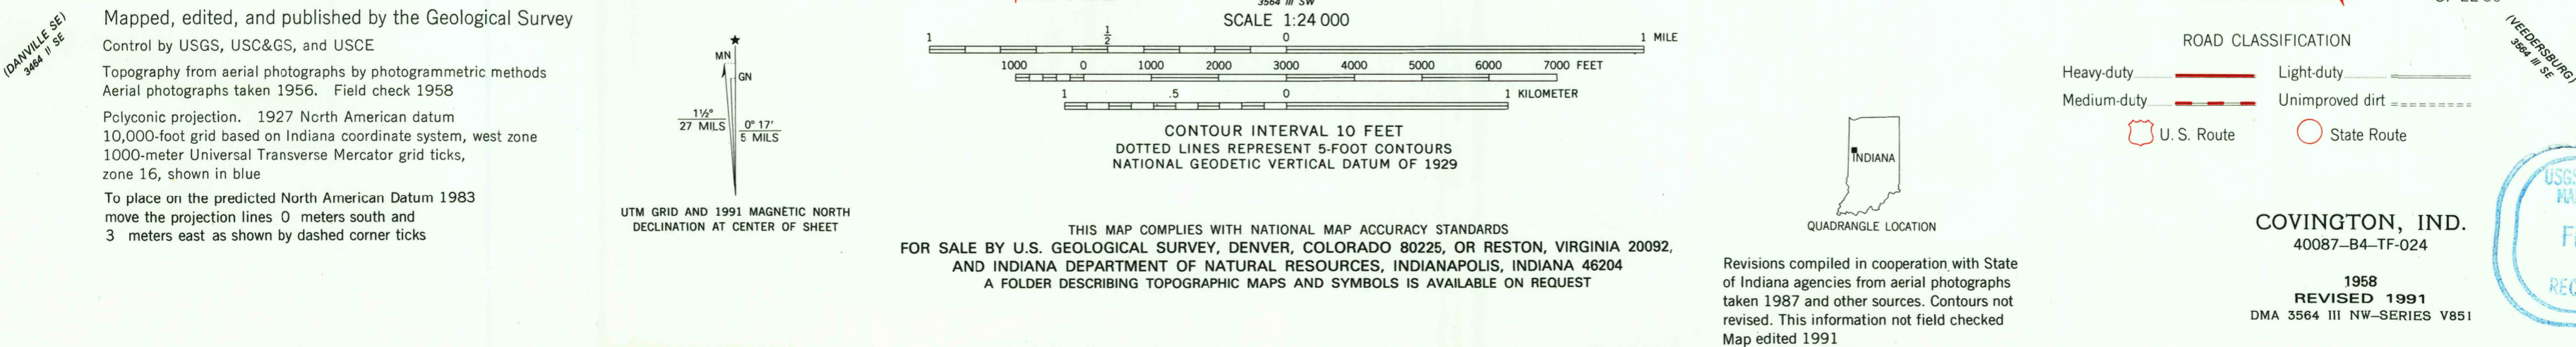 (DANVILLE SE)
3464 II SE
Mapped, edited, and published by the Geological Survey
Control by USGS, USC&GS, and USCE
Topography from aerial photographs by photogrammetric methods
Aerial photographs taken 1956. Field check 1958
Polyconic projection. 1927 North American datum
10,000-foot grid based on Indiana coordinate system, west zone
1000-meter Universal Transverse Mercator grid ticks,
zone 16, shown in blue
To place on the predicted North American Datum 1983
move the projection lines 0 meters south and
3 meters east as shown by dashed corner ticks
MN
GN
1½°
27 MILS
0°17'
5 MILS
UTM GRID AND 1991 MAGNETIC NORTH
DECLINATION AT CENTER OF SHEET
3564 III SW
SCALE 1:24 000
1 1/2 0 1 MILE
1000 0 1000 2000 3000 4000 5000 6000 7000 FEET
1 .5 0 1 KILOMETER
CONTOUR INTERVAL 10 FEET
DOTTED LINES REPRESENT 5-FOOT CONTOURS
NATIONAL GEODETIC VERTICAL DATUM OF 1929
THIS MAP COMPLIES WITH NATIONAL MAP ACCURACY STANDARDS
FOR SALE BY U.S. GEOLOGICAL SURVEY, DENVER, COLORADO 80225, OR RESTON, VIRGINIA 20092,
AND INDIANA DEPARTMENT OF NATURAL RESOURCES, INDIANAPOLIS, INDIANA 46204
A FOLDER DESCRIBING TOPOGRAPHIC MAPS AND SYMBOLS IS AVAILABLE ON REQUEST
INDIANA
QUADRANGLE LOCATION
Revisions compiled in cooperation with State
of Indiana agencies from aerial photographs
taken 1987 and other sources. Contours not
revised. This information not field checked
Map edited 1991
ROAD CLASSIFICATION
Heavy-duty Light-duty
Medium-duty Unimproved dirt
U. S. Route State Route
(VEEDERSBURG)
3564 III SE
COVINGTON, IND.
40087-B4-TF-024
1958
REVISED 1991
DMA 3564 III NW-SERIES V851
USGS